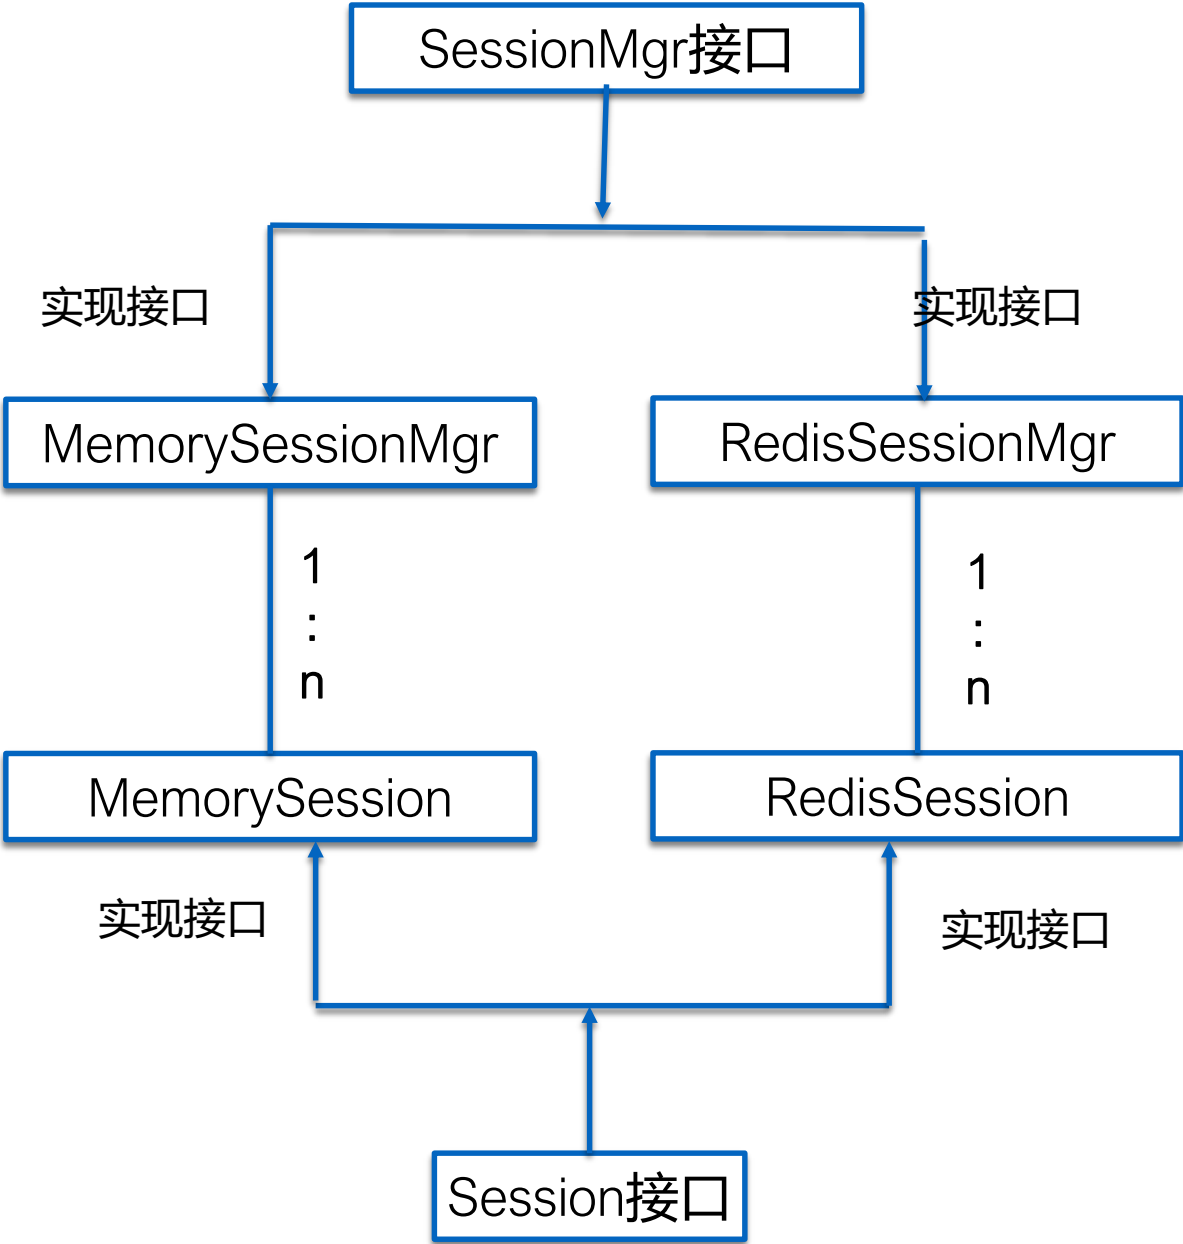 SessionMgr接口
实现接口
实现接口
MemorySessionMgr
RedisSessionMgr
1
:
n
1
:
n
MemorySession
RedisSession
实现接口
实现接口
Session接口